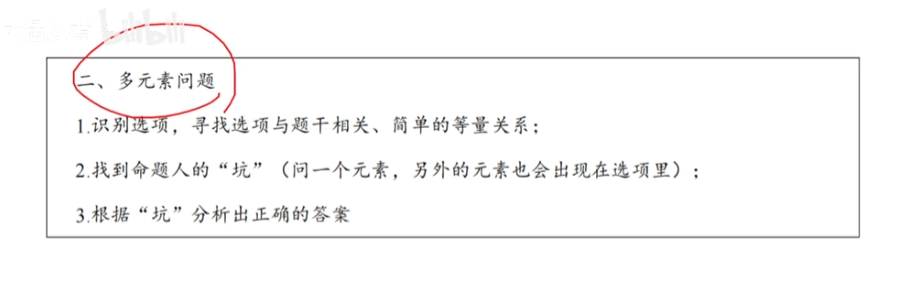 bilibili
二、多元素问题
1.识别选项，寻找选项与题干相关、简单的等量关系；
2.找到命题人的“坑”（问一个元素，另外的元素也会出现在选项里）；
3.根据“坑”分析出正确的答案